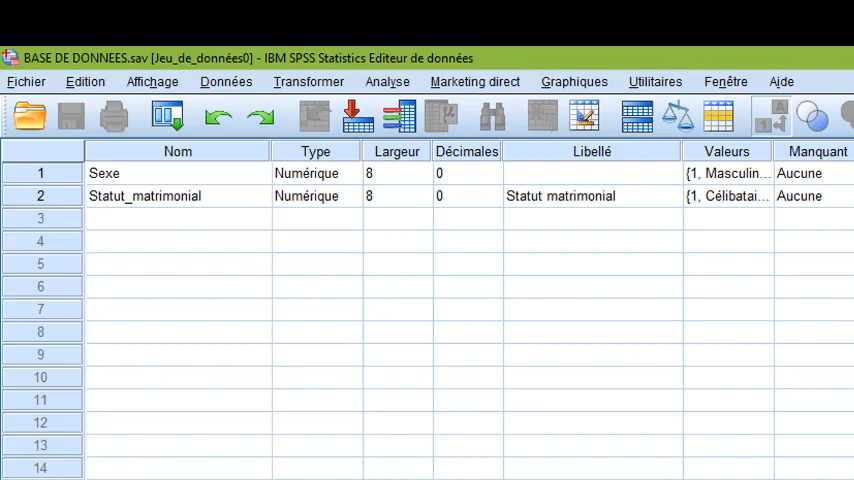 BASE DE DONNEES.sav [Jeu_de_données0] - IBM SPSS Statistics Editeur de données
Fichier Edition Affichage Données Transformer Analyse Marketing direct Graphiques Utilitaires Fenêtre Aide
Nom Type Largeur Décimales Libellé Valeurs Manquant
1 Sexe Numérique 8 0 {1, Masculin... Aucune
2 Statut_matrimonial Numérique 8 0 Statut matrimonial {1, Célibatai... Aucune
3
4
5
6
7
8
9
10
11
12
13
14